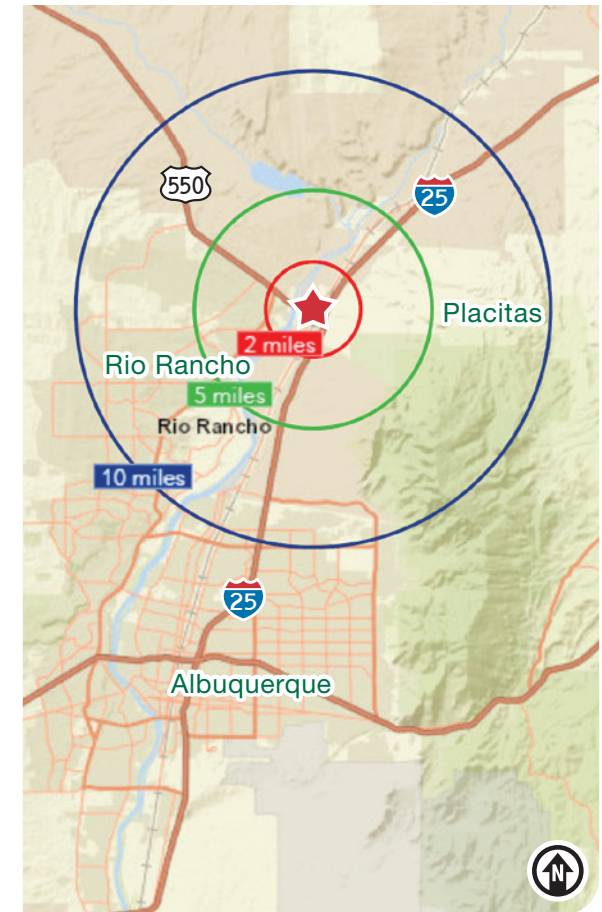 550
25
Placitas
2 miles
Rio Rancho
5 miles
Rio Rancho
10 miles
25
Albuquerque
N